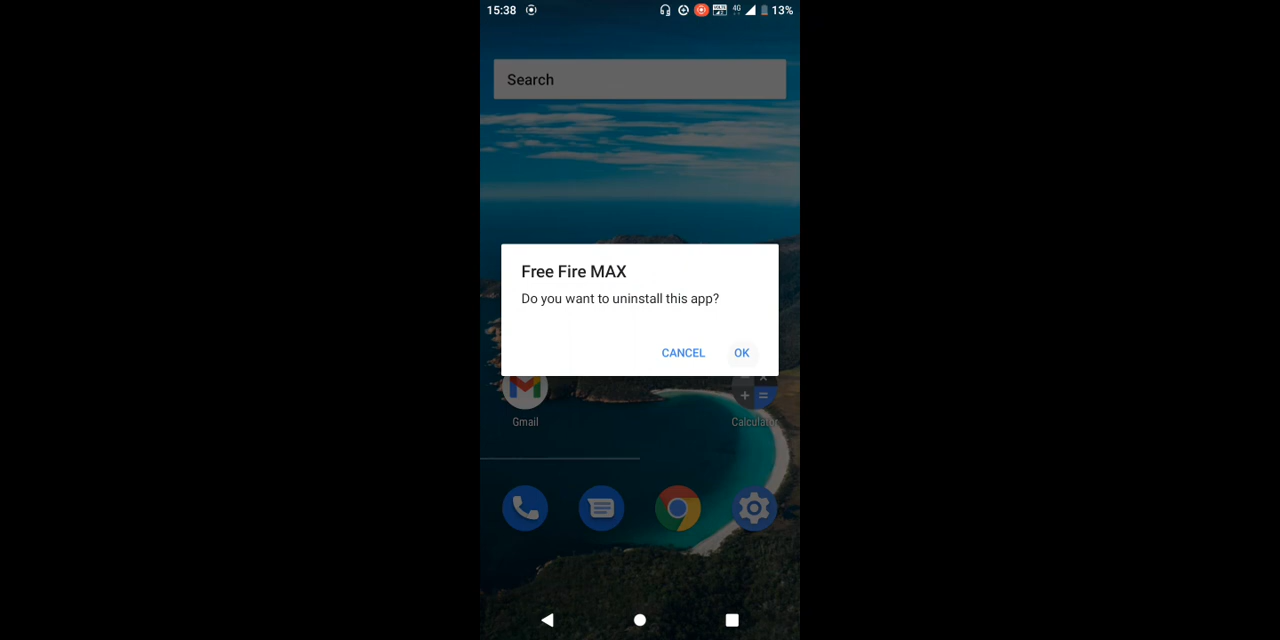 15:38
4G
13%
Search
Free Fire MAX
Do you want to uninstall this app?
CANCEL
OK
Gmail
Calculator